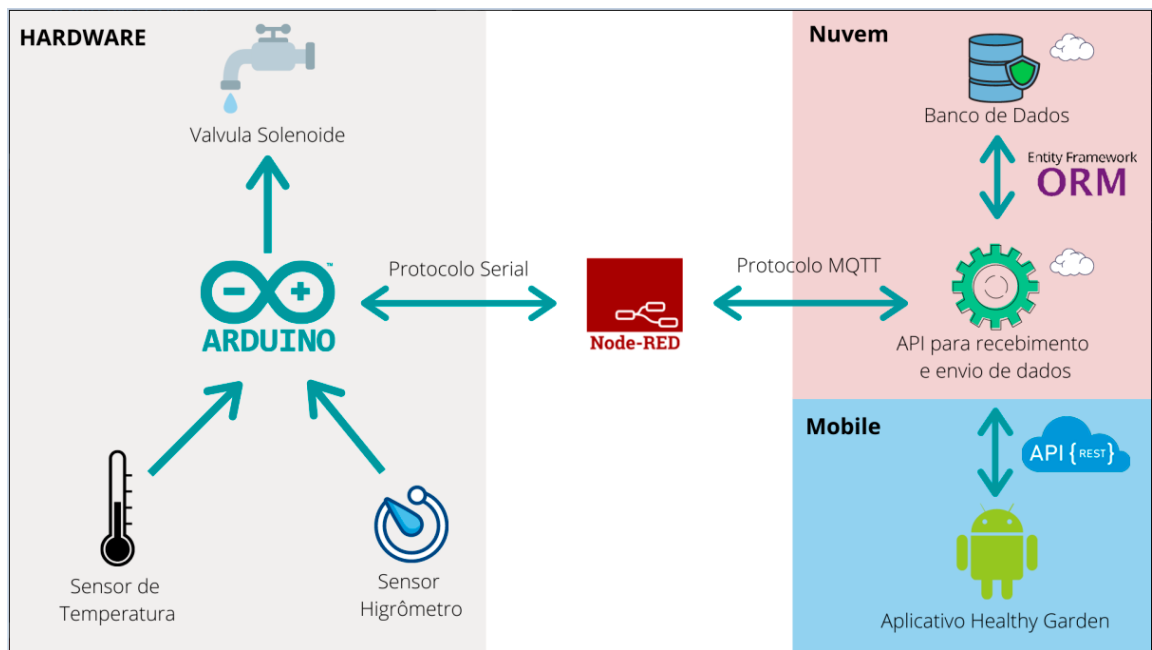 HARDWARE
Valvula Solenoide
ARDUINO
TM
Sensor de
Temperatura
Sensor
Higrômetro
Protocolo Serial
Node-RED
Protocolo MQTT
Nuvem
Banco de Dados
Entity Framework
ORM
API para recebimento
e envio de dados
Mobile
API {REST}
Aplicativo Healthy Garden